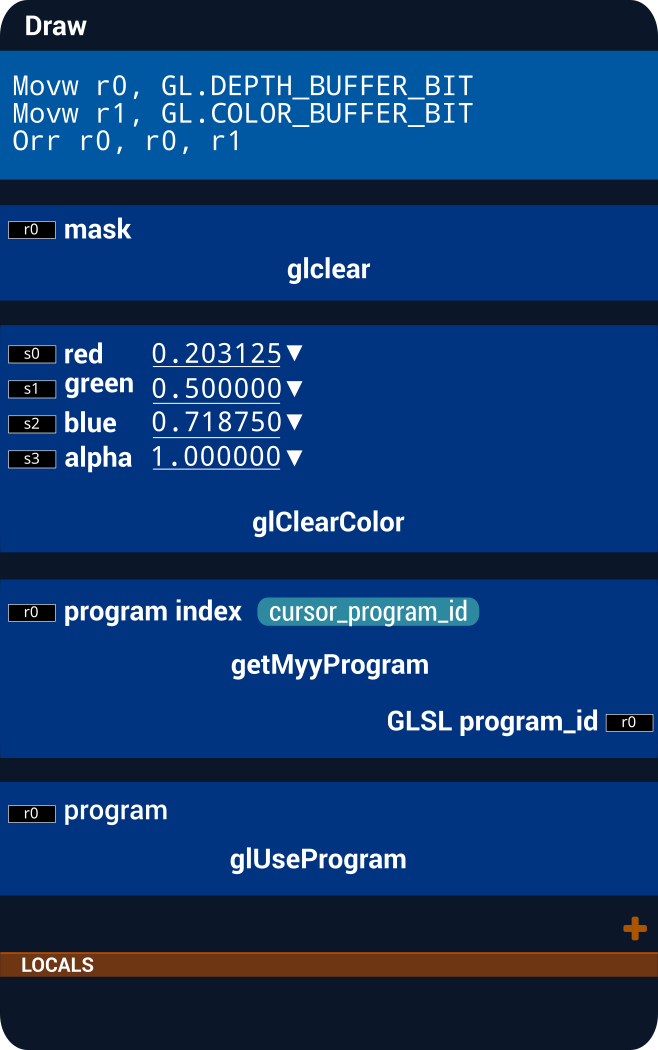 Draw
Movw r0, GL.DEPTH_BUFFER_BIT
Movw r1, GL.COLOR_BUFFER_BIT
Orr r0, r0, r1
r0 mask
glclear
s0 red 0.203125▼
s1 green 0.500000▼
s2 blue 0.718750▼
s3 alpha 1.000000▼
glClearColor
r0 program index cursor_program_id
getMyyProgram
GLSL program_id r0
r0 program
glUseProgram
LOCALS